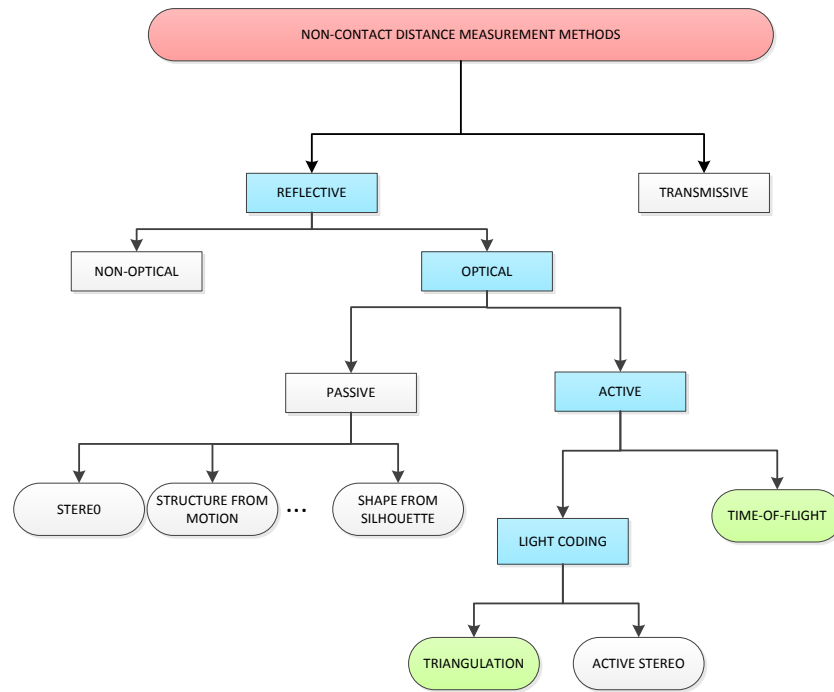 NON-CONTACT DISTANCE MEASUREMENT METHODS
REFLECTIVE
TRANSMISSIVE
NON-OPTICAL
OPTICAL
PASSIVE
ACTIVE
STERE0
STRUCTURE FROM
MOTION
...
SHAPE FROM
SILHOUETTE
TIME-OF-FLIGHT
LIGHT CODING
TRIANGULATION
ACTIVE STEREO